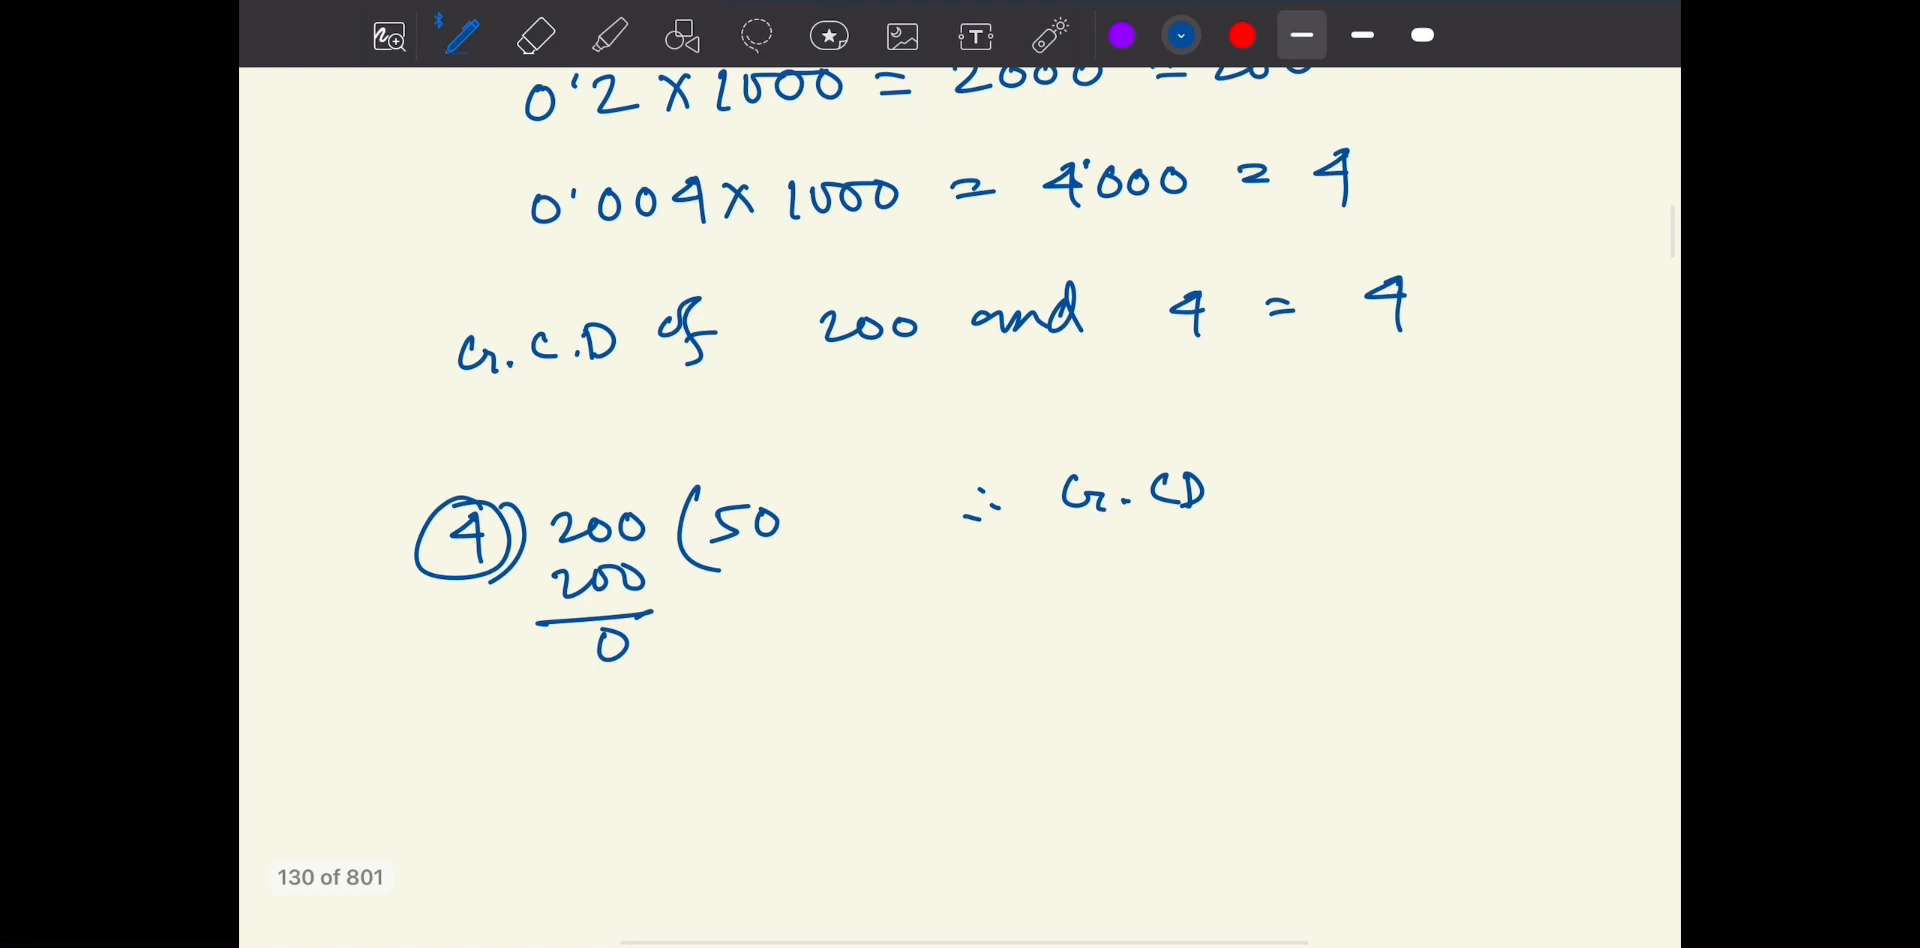 0.2 x 1000 = 2000 = 200
0.004 x 1000 = 4.000 = 4
G.C.D of 200 and 4 = 4
4) 200 (50 ∴ G.CD
200
0
130 of 801